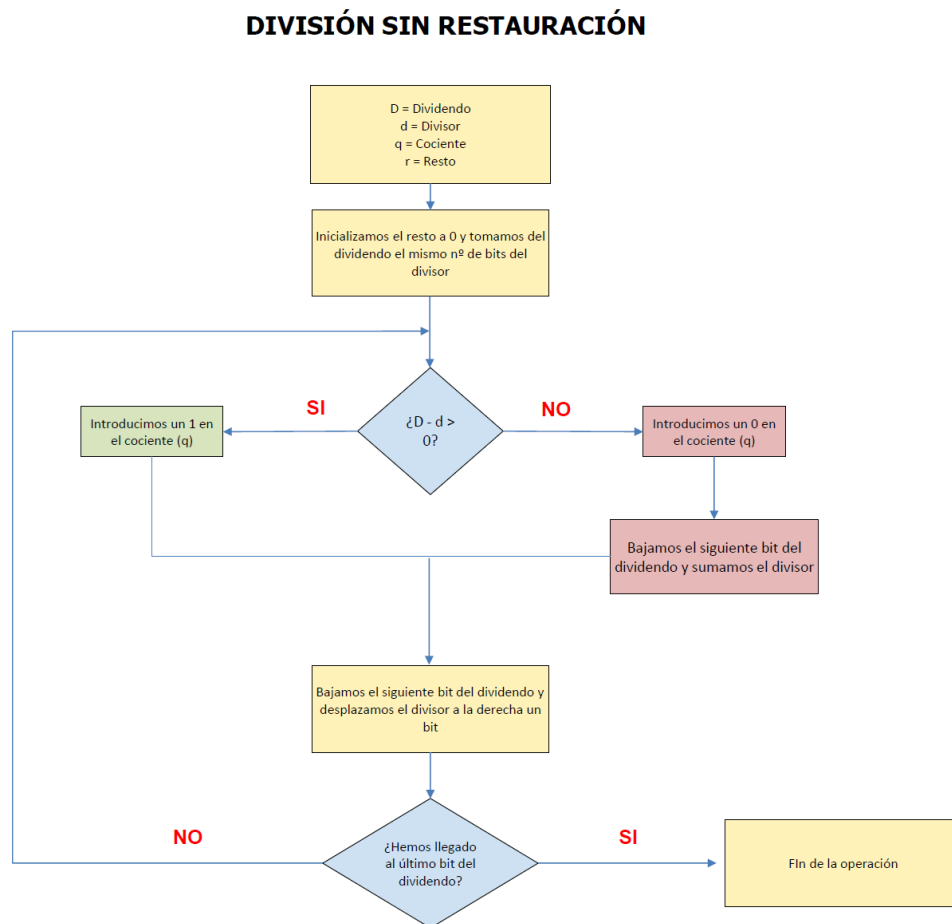 DIVISIÓN SIN RESTAURACIÓN
D = Dividendo
d = Divisor
q = Cociente
r = Resto
Inicializamos el resto a 0 y tomamos del
dividendo el mismo nº de bits del
divisor
SI
¿D - d >
0?
NO
Introducimos un 1 en
el cociente (q)
Introducimos un 0 en
el cociente (q)
Bajamos el siguiente bit del
dividendo y sumamos el divisor
Bajamos el siguiente bit del dividendo y
desplazamos el divisor a la derecha un
bit
NO
¿Hemos llegado
al último bit del
dividendo?
SI
FIn de la operación